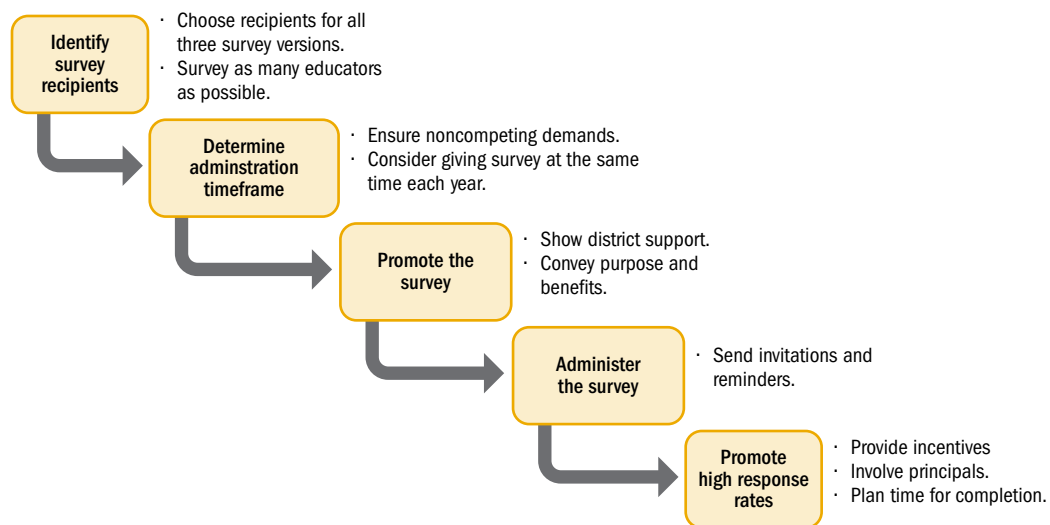 Identify
survey
recipients
· Choose recipients for all
three survey versions.
· Survey as many educators
as possible.
Determine
adminstration
timeframe
· Ensure noncompeting demands.
· Consider giving survey at the same
time each year.
Promote the
survey
· Show district support.
· Convey purpose and
benefits.
Administer
the survey
· Send invitations and
reminders.
Promote
high response
rates
· Provide incentives
· Involve principals.
· Plan time for completion.